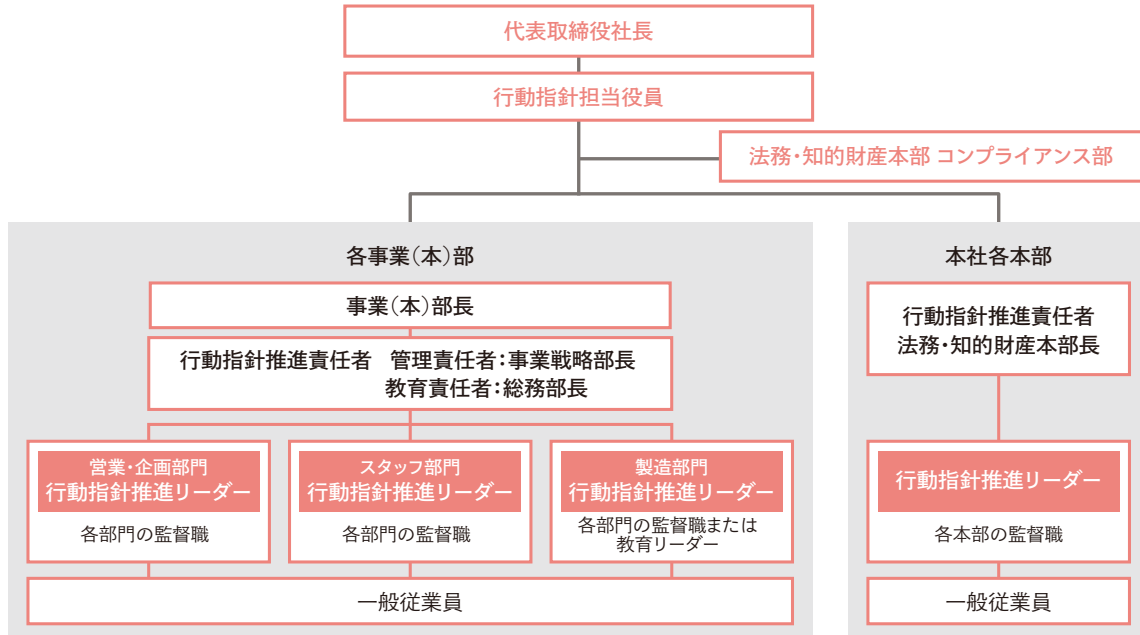 代表取締役社長
行動指針担当役員
法務・知的財産本部 コンプライアンス部
各事業（本）部
事業（本）部長
行動指針推進責任者　管理責任者：事業戦略部長
教育責任者：総務部長
営業・企画部門
行動指針推進リーダー
各部門の監督職
スタッフ部門
行動指針推進リーダー
各部門の監督職
製造部門
行動指針推進リーダー
各部門の監督職または
教育リーダー
一般従業員
本社各本部
行動指針推進責任者
法務・知的財産本部長
行動指針推進リーダー
各本部の監督職
一般従業員